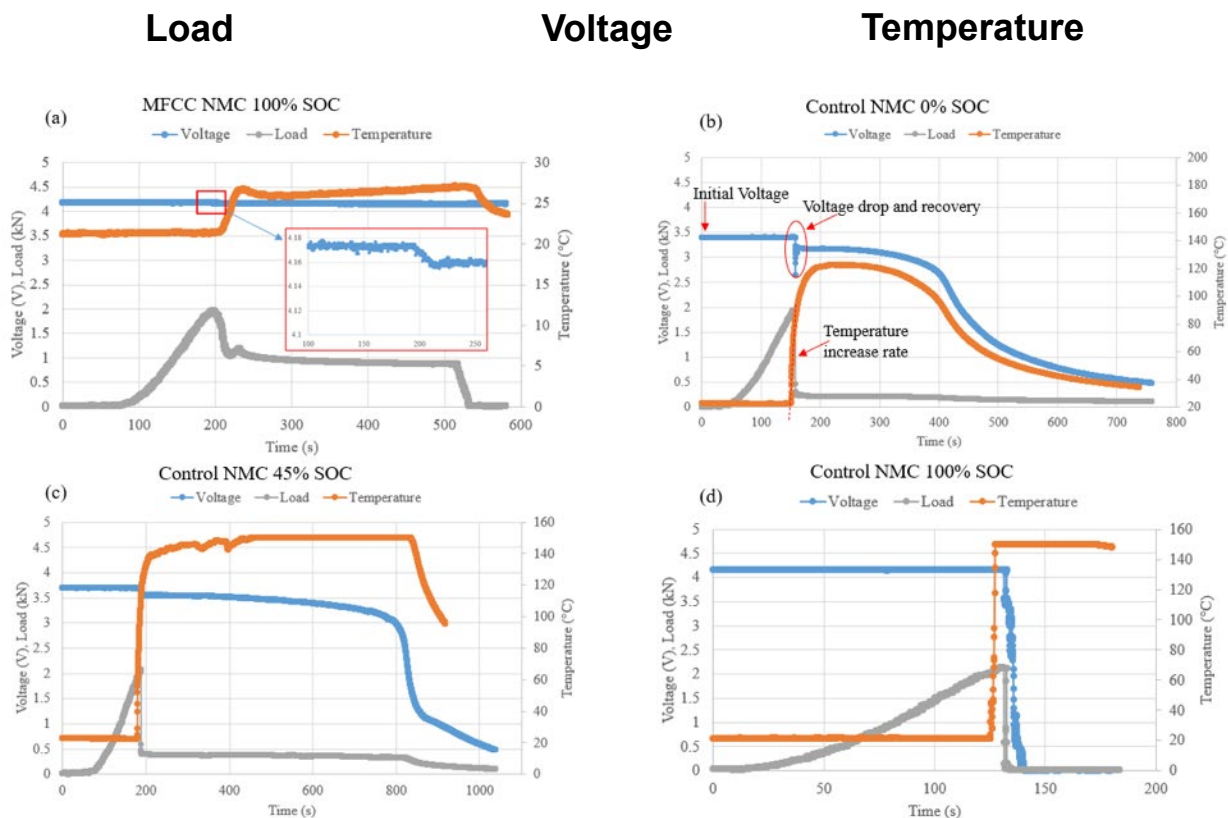 Load Voltage Temperature
(a) MFCC NMC 100% SOC
Voltage Load Temperature
Voltage (V), Load (kN)
5
4.5
4
3.5
3
2.5
2
1.5
1
0.5
0
30
25
20
15
10
5
0
Temperature (°C)
4.18
4.16
4.14
4.12
4.1
100 150 200 250
0 100 200 300 400 500 600
Time (s)
(b) Control NMC 0% SOC
Voltage Load Temperature
Voltage (V), Load (kN)
5
4.5
4
3.5
3
2.5
2
1.5
1
0.5
0
Initial Voltage
Voltage drop and recovery
Temperature
increase rate
200
180
160
140
120
100
80
60
40
20
Temperature (°C)
0 100 200 300 400 500 600 700 800
Time (s)
(c) Control NMC 45% SOC
Voltage Load Temperature
Voltage (V), Load (kN)
5
4.5
4
3.5
3
2.5
2
1.5
1
0.5
0
160
140
120
100
80
60
40
20
0
Temperature (°C)
0 200 400 600 800 1000
Time (s)
(d) Control NMC 100% SOC
Voltage Load Temperature
Voltage (V), Load (kN)
5
4.5
4
3.5
3
2.5
2
1.5
1
0.5
0
160
140
120
100
80
60
40
20
0
Temperature (°C)
0 50 100 150 200
Time (s)